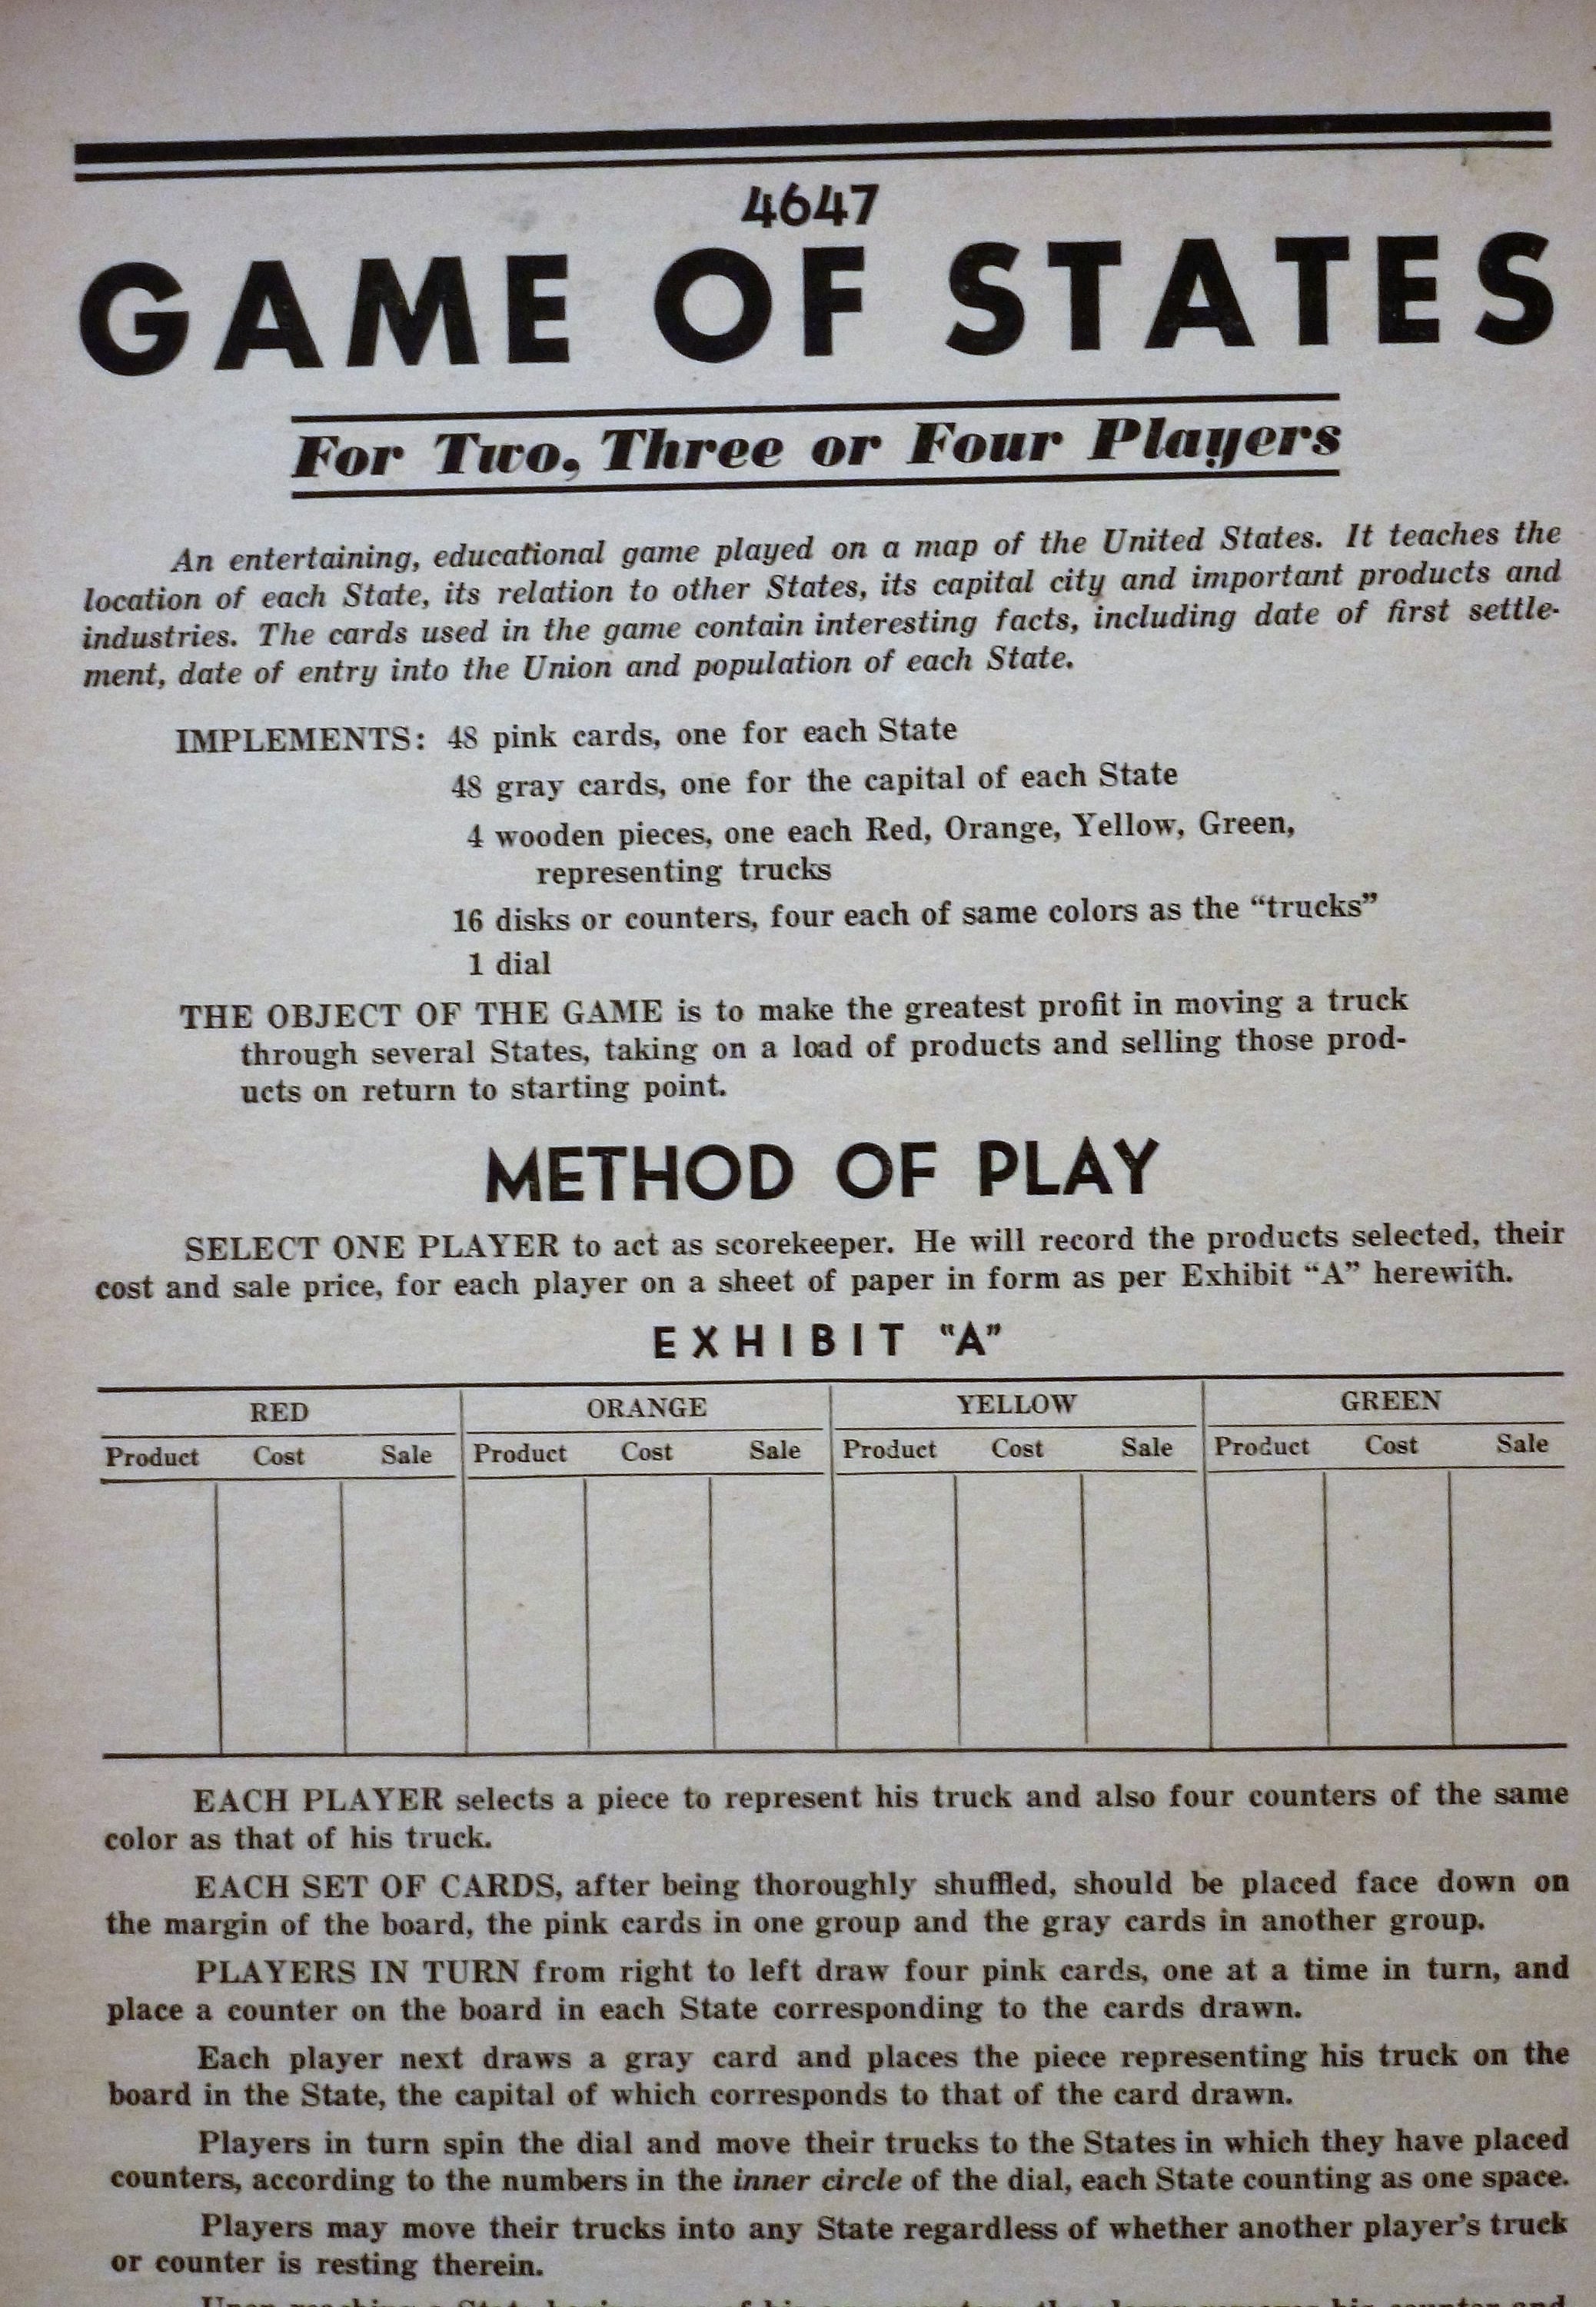 4647
GAME OF STATES
For Two, Three or Four Players
An entertaining, educational game played on a map of the United States. It teaches the
location of each State, its relation to other States, its capital city and important products and
industries. The cards used in the game contain interesting facts, including date of first settle-
ment, date of entry into the Union and population of each State.
IMPLEMENTS: 48 pink cards, one for each State
48 gray cards, one for the capital of each State
4 wooden pieces, one each Red, Orange, Yellow, Green,
representing trucks
16 disks or counters, four each of same colors as the “trucks”
1 dial
THE OBJECT OF THE GAME is to make the greatest profit in moving a truck
through several States, taking on a load of products and selling those prod-
ucts on return to starting point.
METHOD OF PLAY
SELECT ONE PLAYER to act as scorekeeper. He will record the products selected, their
cost and sale price, for each player on a sheet of paper in form as per Exhibit “A” herewith.
EXHIBIT "A"
RED ORANGE YELLOW GREEN
Product Cost Sale Product Cost Sale Product Cost Sale Product Cost Sale
EACH PLAYER selects a piece to represent his truck and also four counters of the same
color as that of his truck.
EACH SET OF CARDS, after being thoroughly shuffled, should be placed face down on
the margin of the board, the pink cards in one group and the gray cards in another group.
PLAYERS IN TURN from right to left draw four pink cards, one at a time in turn, and
place a counter on the board in each State corresponding to the cards drawn.
Each player next draws a gray card and places the piece representing his truck on the
board in the State, the capital of which corresponds to that of the card drawn.
Players in turn spin the dial and move their trucks to the States in which they have placed
counters, according to the numbers in the inner circle of the dial, each State counting as one space.
Players may move their trucks into any State regardless of whether another player's truck
or counter is resting therein.